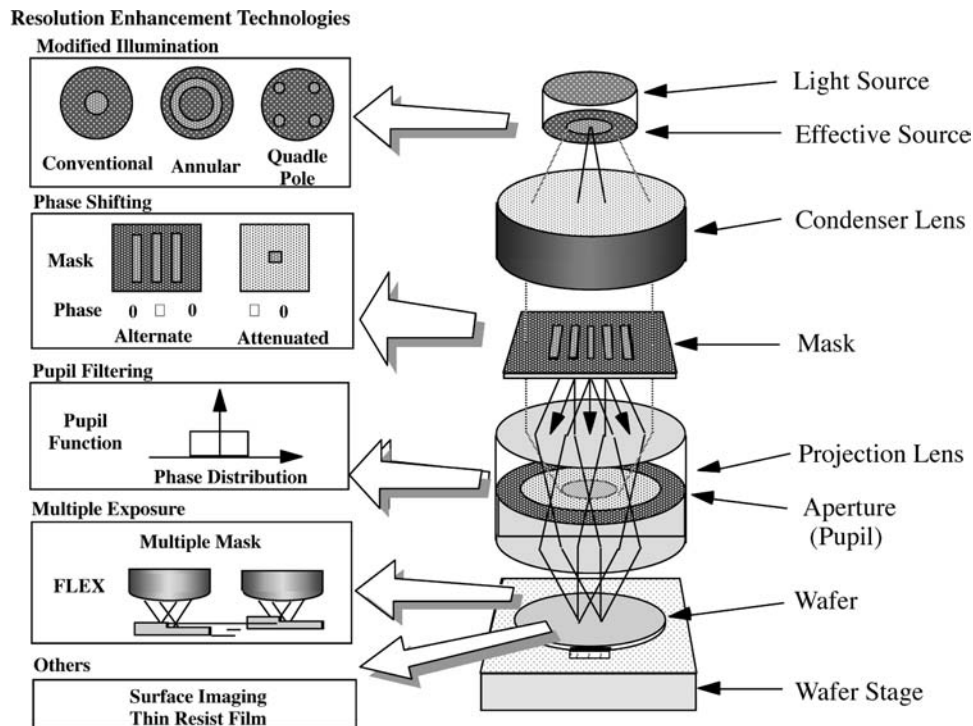 Resolution Enhancement Technologies
Modified Illumination
Conventional
Annular
Quadle
Pole
Phase Shifting
Mask
Phase
0 □ 0
□ 0
Alternate
Attenuated
Pupil Filtering
Pupil
Function
Phase Distribution
Multiple Exposure
Multiple Mask
FLEX
Others
Surface Imaging
Thin Resist Film
Light Source
Effective Source
Condenser Lens
Mask
Projection Lens
Aperture
(Pupil)
Wafer
Wafer Stage